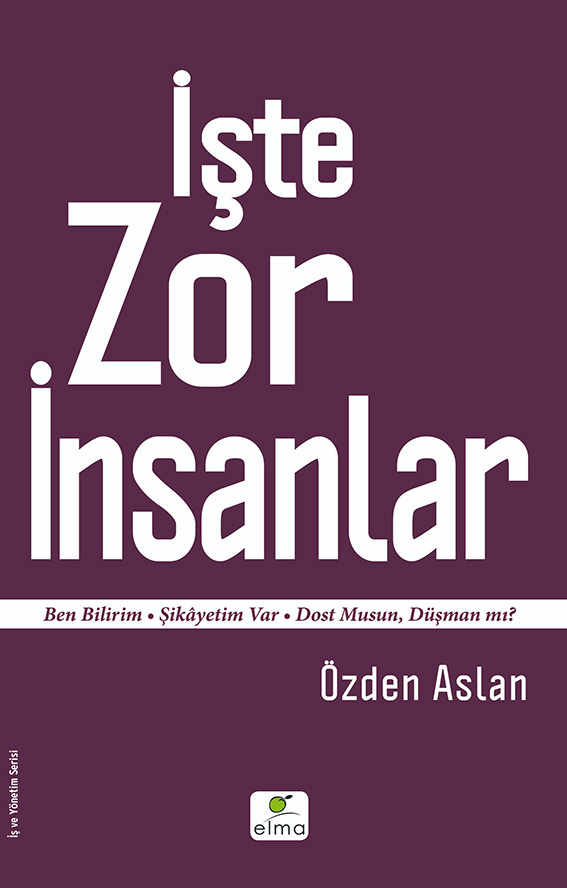 İşte
Zor
İnsanlar
Ben Bilirim • Şikâyetim Var • Dost Musun, Düşman mı?
Özden Aslan
İş ve Yönetim Serisi
elma